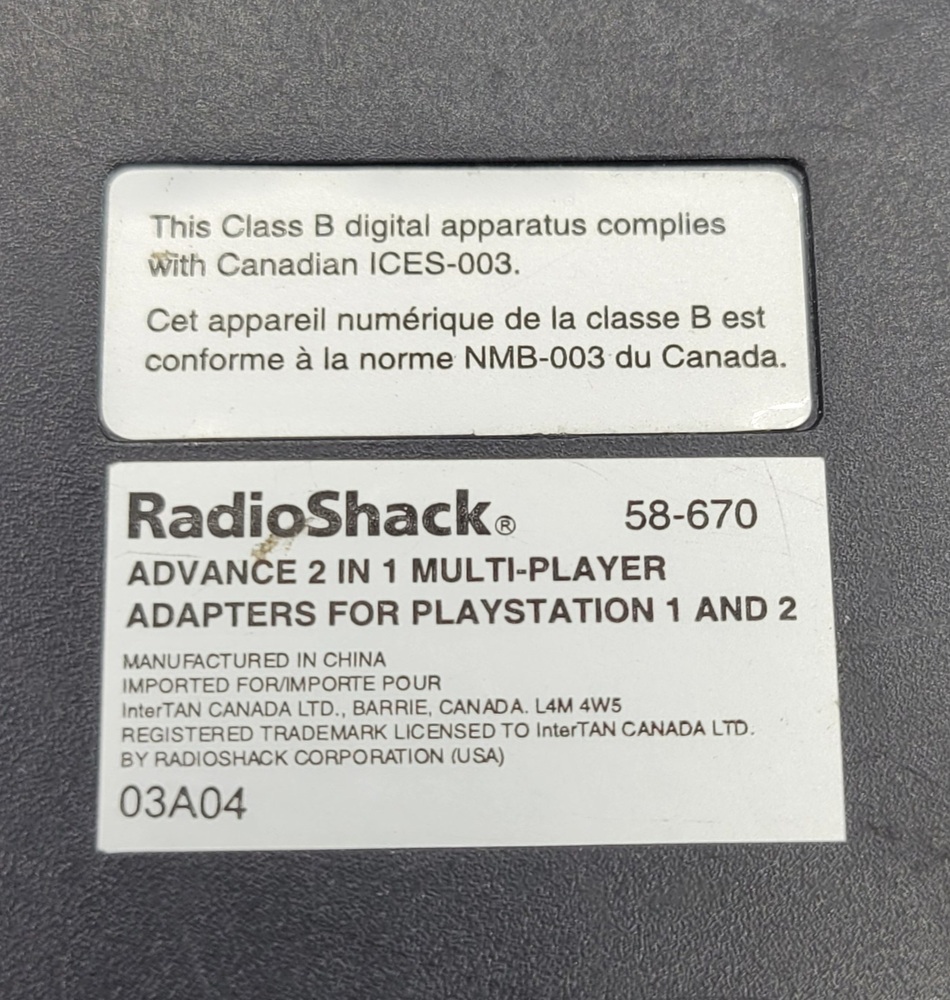 This Class B digital apparatus complies
with Canadian ICES-003.
Cet appareil numérique de la classe B est
conforme à la norme NMB-003 du Canada.
RadioShack® 58-670
ADVANCE 2 IN 1 MULTI-PLAYER
ADAPTERS FOR PLAYSTATION 1 AND 2
MANUFACTURED IN CHINA
IMPORTED FOR/IMPORTE POUR
InterTAN CANADA LTD., BARRIE, CANADA. L4M 4W5
REGISTERED TRADEMARK LICENSED TO InterTAN CANADA LTD.
BY RADIOSHACK CORPORATION (USA)
03A04